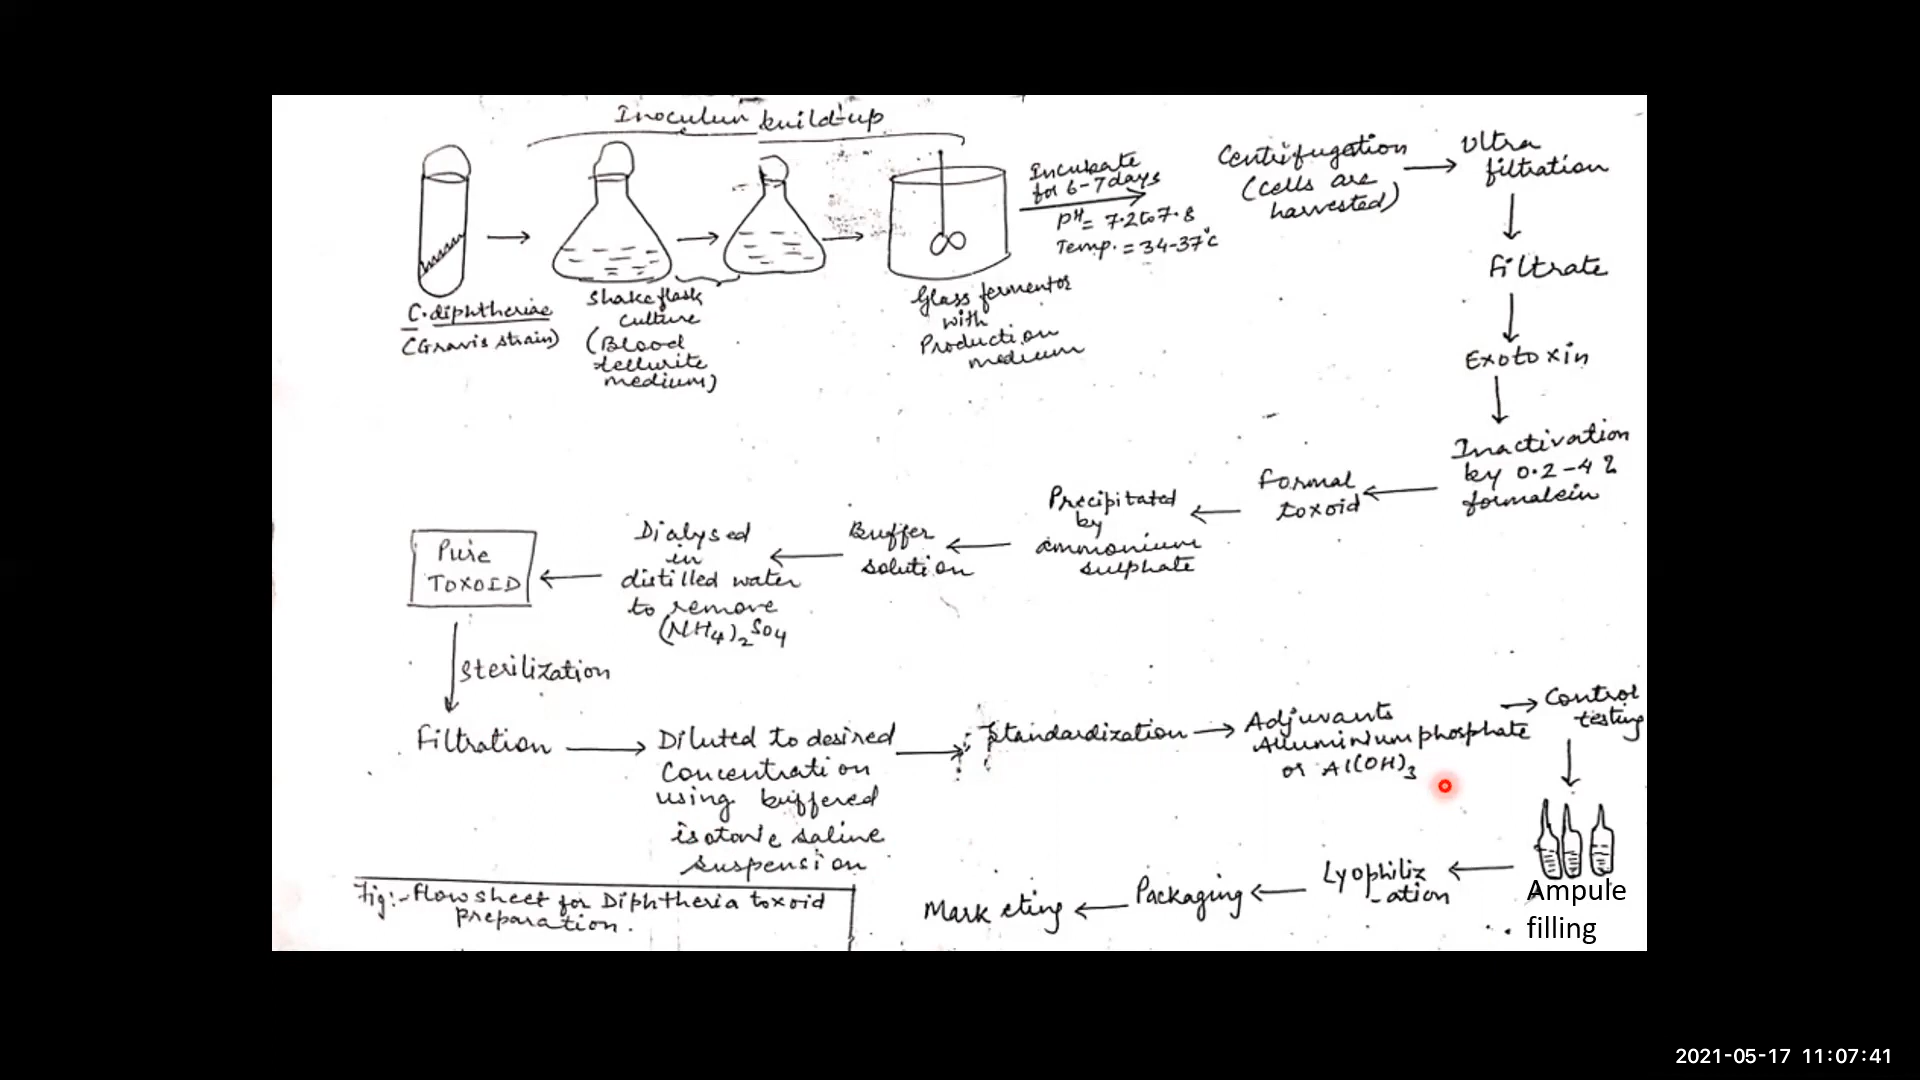 Inoculum build-up
C. diphtheriae
(Gravis strain)
Shake flask
culture
(Blood
tellurite
medium)
Glass fermentor
with
Production
medium
Incubate
for 6-7 days
pH = 7.2 to 7.8
Temp. = 34-37°C
Centrifugation
(cells are
harvested)
Ultra
filtration
Filtrate
Exotoxin
Inactivation
by 0.2-4%
formalein
Formal
toxoid
Precipitated
by
ammonium
sulphate
Buffer
solution
Dialysed
in
distilled water
to remove
(NH4)2SO4
Pure
TOXOID
Sterilization
Filtration
Diluted to desired
concentration
using buffered
isotonic saline
suspension
Standardization
Adjuvants
Alluminium phosphate
or Al(OH)3
Control
testing
Ampule
filling
Lyophiliz
-ation
Packaging
Marketing
Fig:- Flowsheet for Diphtheria toxoid
preparation.
2021-05-17 11:07:41